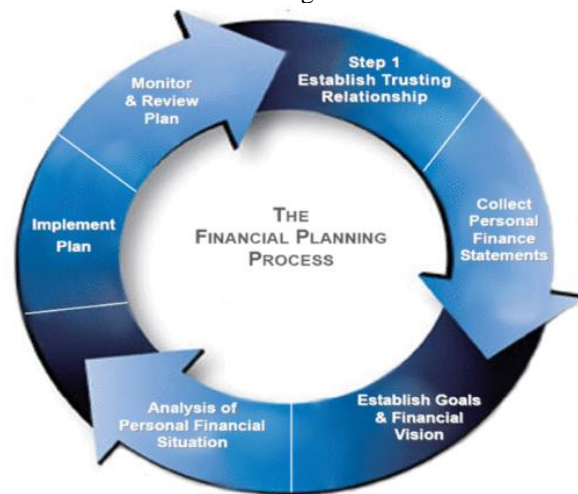 THE
FINANCIAL PLANNING
PROCESS
Step 1
Establish Trusting
Relationship
Collect
Personal
Finance
Statements
Establish Goals
& Financial
Vision
Analysis of
Personal Financial
Situation
Implement
Plan
Monitor
& Review
Plan